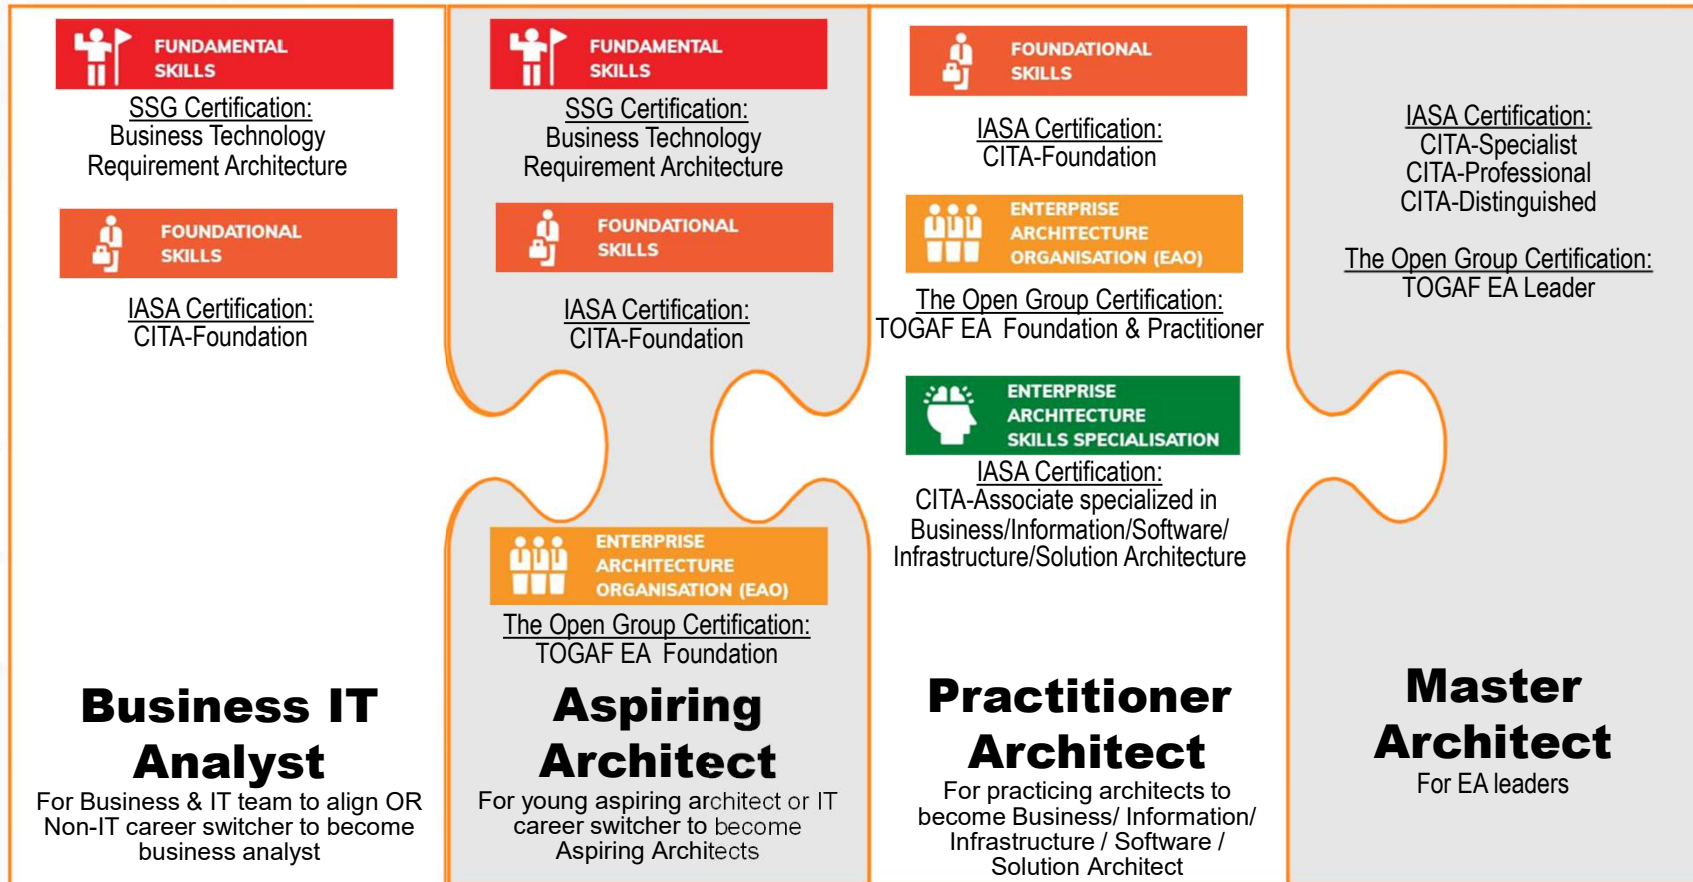 FUNDAMENTAL
SKILLS
SSG Certification:
Business Technology
Requirement Architecture
FOUNDATIONAL
SKILLS
IASA Certification:
CITA-Foundation
Business IT
Analyst
For Business & IT team to align OR
Non-IT career switcher to become
business analyst
FUNDAMENTAL
SKILLS
SSG Certification:
Business Technology
Requirement Architecture
FOUNDATIONAL
SKILLS
IASA Certification:
CITA-Foundation
ENTERPRISE
ARCHITECTURE
ORGANISATION (EAO)
The Open Group Certification:
TOGAF EA Foundation
Aspiring
Architect
For young aspiring architect or IT
career switcher to become
Aspiring Architects
FOUNDATIONAL
SKILLS
IASA Certification:
CITA-Foundation
ENTERPRISE
ARCHITECTURE
ORGANISATION (EAO)
The Open Group Certification:
TOGAF EA Foundation & Practitioner
ENTERPRISE
ARCHITECTURE
SKILLS SPECIALISATION
IASA Certification:
CITA-Associate specialized in
Business/Information/Software/
Infrastructure/Solution Architecture
Practitioner
Architect
For practicing architects to
become Business/ Information/
Infrastructure / Software /
Solution Architect
IASA Certification:
CITA-Specialist
CITA-Professional
CITA-Distinguished
The Open Group Certification:
TOGAF EA Leader
Master
Architect
For EA leaders